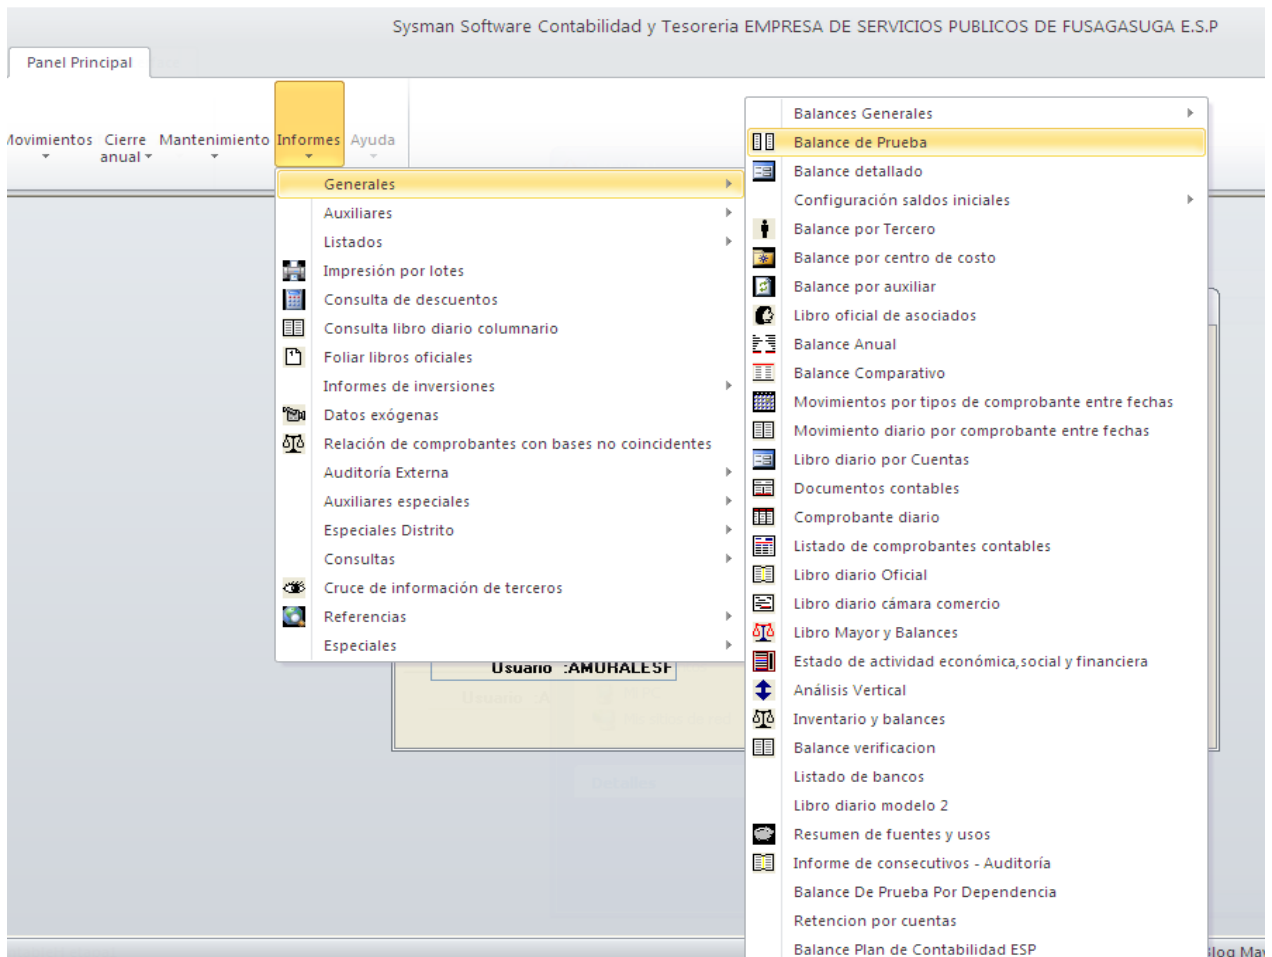 Sysman Software Contabilidad y Tesoreria EMPRESA DE SERVICIOS PUBLICOS DE FUSAGASUGA E.S.P
Panel Principal
Movimientos
Cierre anual
Mantenimiento
Informes
Ayuda
Generales
Auxiliares
Listados
Impresión por lotes
Consulta de descuentos
Consulta libro diario columnario
Foliar libros oficiales
Informes de inversiones
Datos exógenas
Relación de comprobantes con bases no coincidentes
Auditoría Externa
Auxiliares especiales
Especiales Distrito
Consultas
Cruce de información de terceros
Referencias
Especiales
Balances Generales
Balance de Prueba
Balance detallado
Configuración saldos iniciales
Balance por Tercero
Balance por centro de costo
Balance por auxiliar
Libro oficial de asociados
Balance Anual
Balance Comparativo
Movimientos por tipos de comprobante entre fechas
Movimiento diario por comprobante entre fechas
Libro diario por Cuentas
Documentos contables
Comprobante diario
Listado de comprobantes contables
Libro diario Oficial
Libro diario cámara comercio
Libro Mayor y Balances
Estado de actividad económica,social y financiera
Análisis Vertical
Inventario y balances
Balance verificacion
Listado de bancos
Libro diario modelo 2
Resumen de fuentes y usos
Informe de consecutivos - Auditoría
Balance De Prueba Por Dependencia
Retencion por cuentas
Balance Plan de Contabilidad ESP
Usuario :AMORALESF